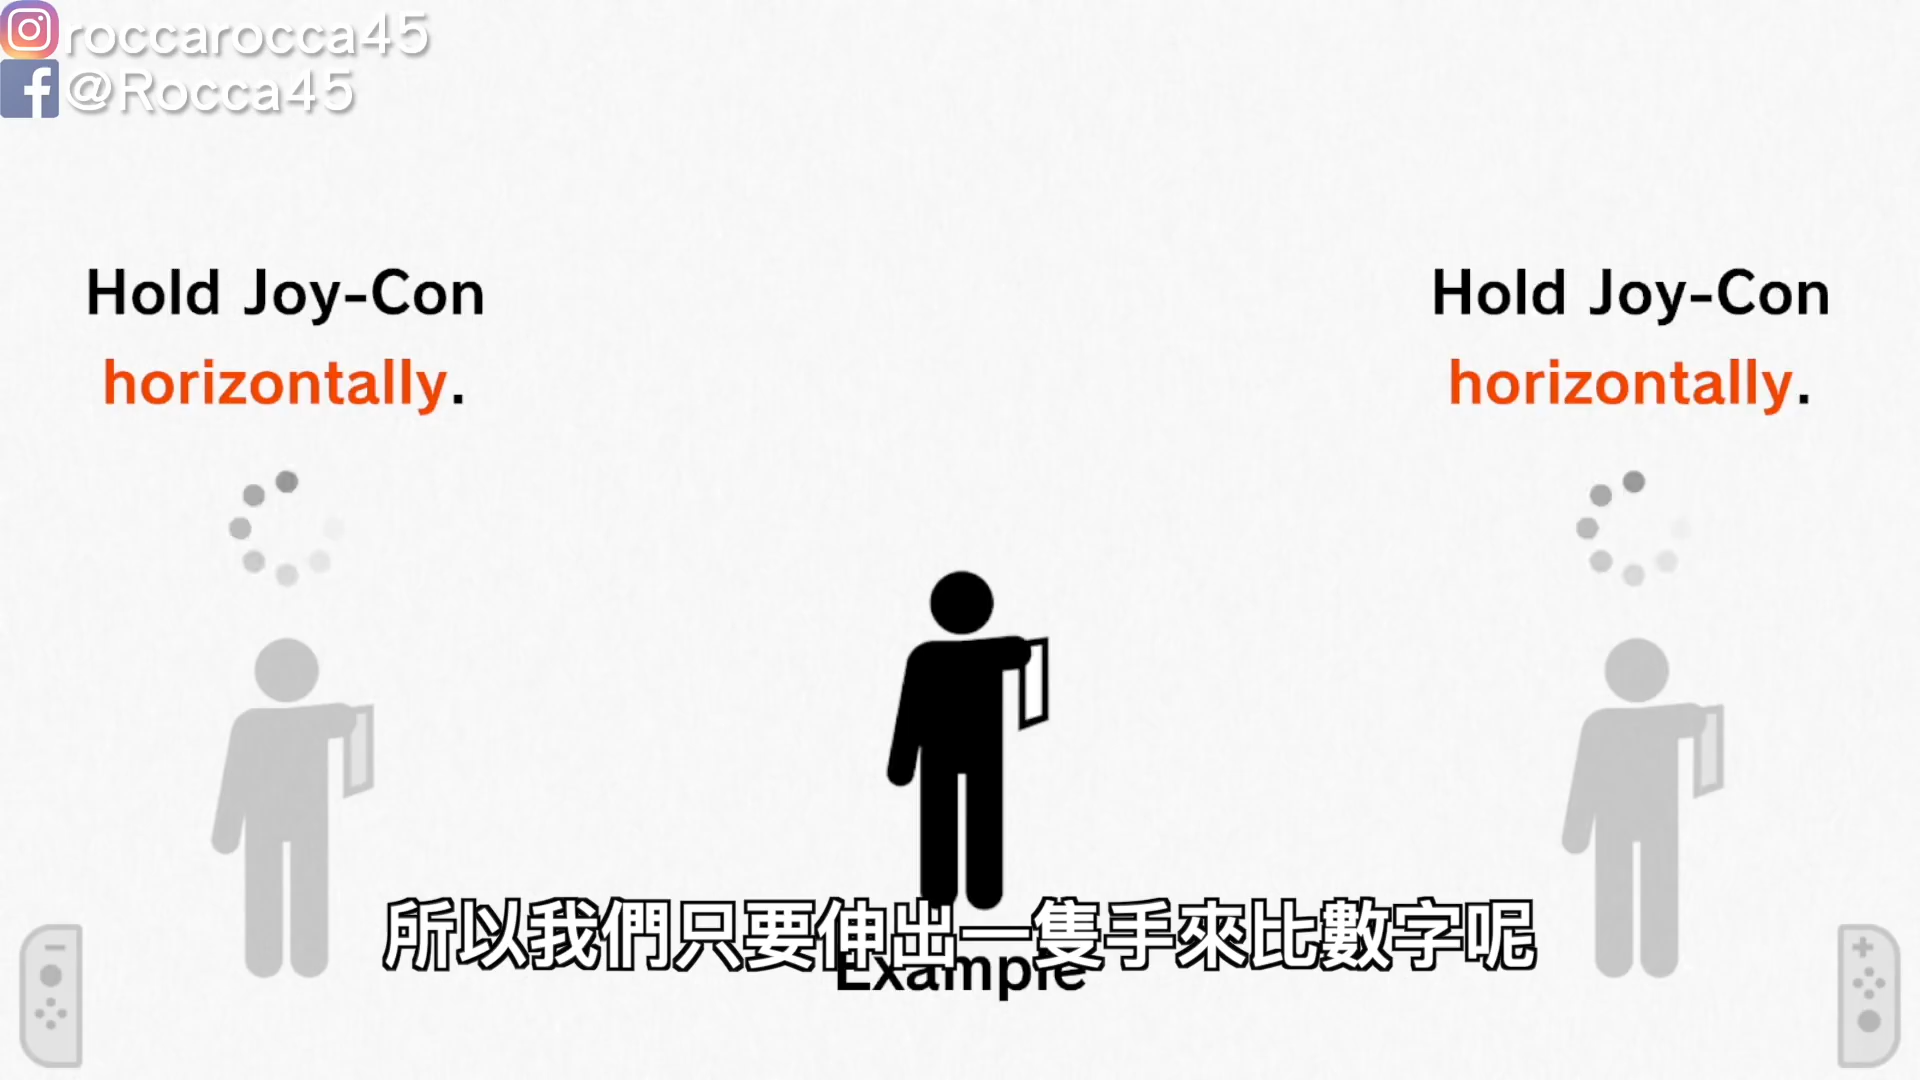 roccarocca45
@Rocca45
Hold Joy-Con
horizontally.
Hold Joy-Con
horizontally.
所以我們只要伸出一隻手來比數字呢
Example